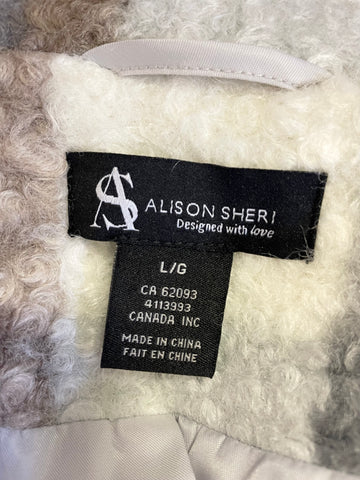 AS ALISON SHERI
Designed with love
L/G
CA 62093
4113993
CANADA INC
MADE IN CHINA
FAIT EN CHINE